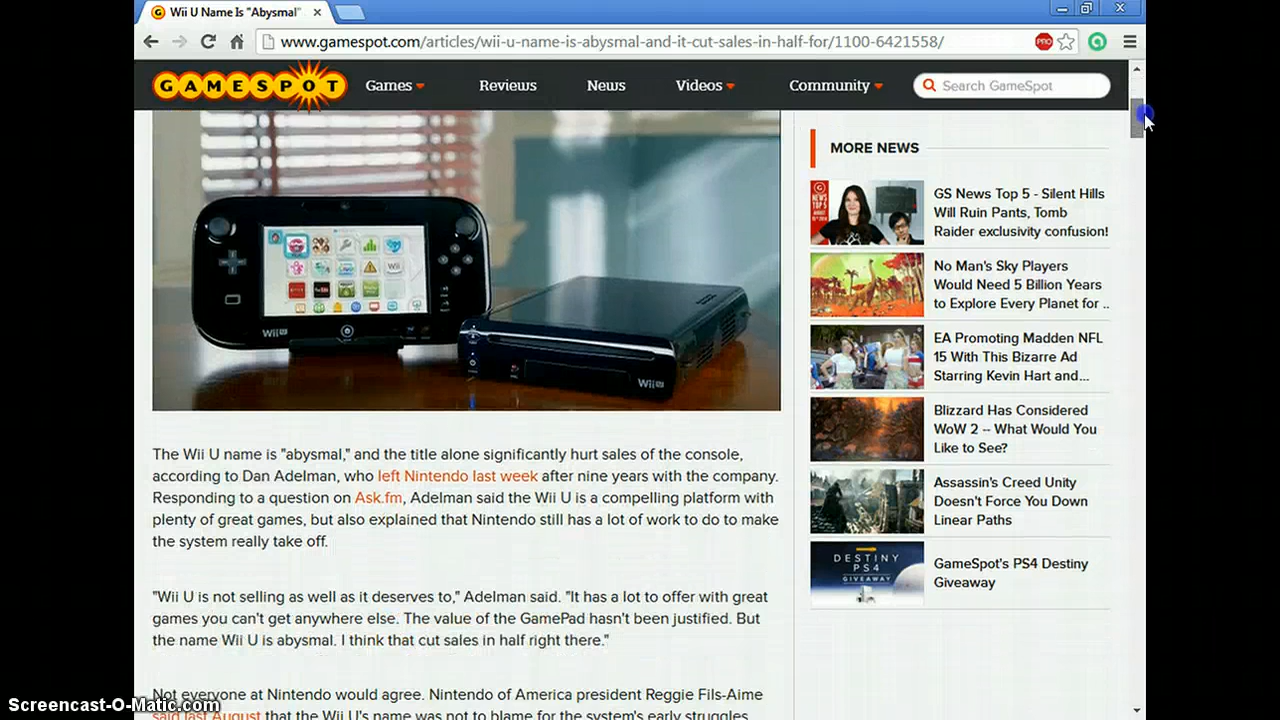 Wii U Name Is "Abysmal"
www.gamespot.com/articles/wii-u-name-is-abysmal-and-it-cut-sales-in-half-for/1100-6421558/
PRO
GAMESPOT
Games
Reviews
News
Videos
Community
Search GameSpot
Wii U
Wii U
The Wii U name is "abysmal," and the title alone significantly hurt sales of the console,
according to Dan Adelman, who left Nintendo last week after nine years with the company.
Responding to a question on Ask.fm, Adelman said the Wii U is a compelling platform with
plenty of great games, but also explained that Nintendo still has a lot of work to do to make
the system really take off.
"Wii U is not selling as well as it deserves to," Adelman said. "It has a lot to offer with great
games you can't get anywhere else. The value of the GamePad hasn't been justified. But
the name Wii U is abysmal. I think that cut sales in half right there."
Not everyone at Nintendo would agree. Nintendo of America president Reggie Fils-Aime
said last August that the Wii U's name was not to blame for the system's early struggles,
MORE NEWS
GS News Top 5 - Silent Hills
Will Ruin Pants, Tomb
Raider exclusivity confusion!
No Man's Sky Players
Would Need 5 Billion Years
to Explore Every Planet for ..
EA Promoting Madden NFL
15 With This Bizarre Ad
Starring Kevin Hart and...
Blizzard Has Considered
WoW 2 -- What Would You
Like to See?
Assassin's Creed Unity
Doesn't Force You Down
Linear Paths
DESTINY
PS4
GIVEAWAY
GameSpot's PS4 Destiny
Giveaway
Screencast-O-Matic.com